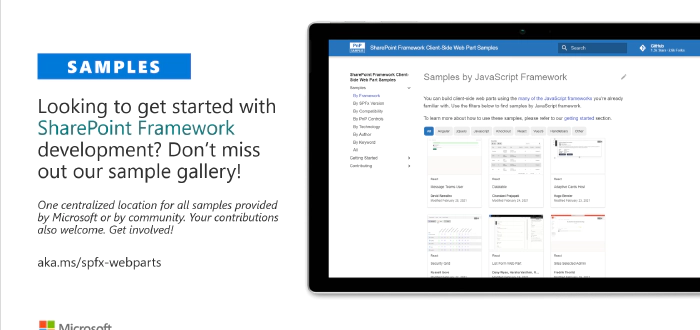 SAMPLES
Looking to get started with
SharePoint Framework
development? Don't miss
out our sample gallery!
One centralized location for all samples provided
by Microsoft or by community. Your contributions
also welcome. Get involved!
aka.ms/spfx-webparts
Microsoft
PnP
SharePoint Framework Client-Side Web Part Samples
Search
GitHub
SharePoint Framework Client-
Side Web Part Samples
Samples
By Framework
By SPFx Version
By Compatibility
By PnP Controls
By Technology
By Author
By Keyword
All
Getting Started
Contributing
Samples by JavaScript Framework
You can build client-side web parts using the many of the JavaScript frameworks you're already
familiar with. Use the filters below to find samples by JavaScript framework.
To learn more about how to use these samples, please refer to our getting started section.
All Angular jQuery JavaScript Knockout React Handlebars Other
React
React
React
Message Teams User
Adaptive Cards Host
React
React
React
Security Grid
List Form Web Part